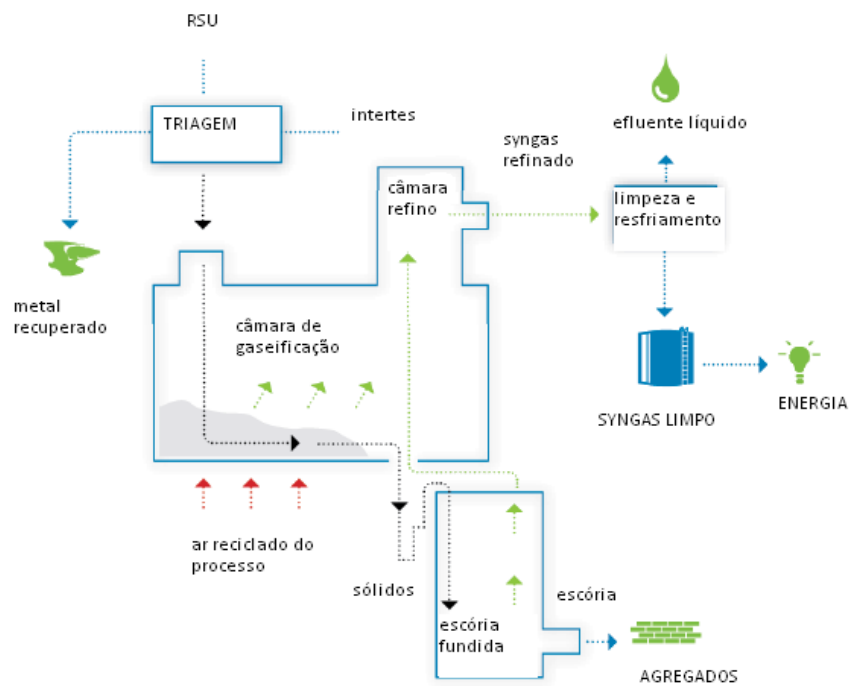 RSU
TRIAGEM
intertes
efluente líquido
syngas
refinado
câmara
refino
limpeza e
resfriamento
metal
recuperado
câmara de
gaseificação
SYNGAS LIMPO
ENERGIA
ar reciclado do
processo
sólidos
escória
escória
fundida
AGREGADOS